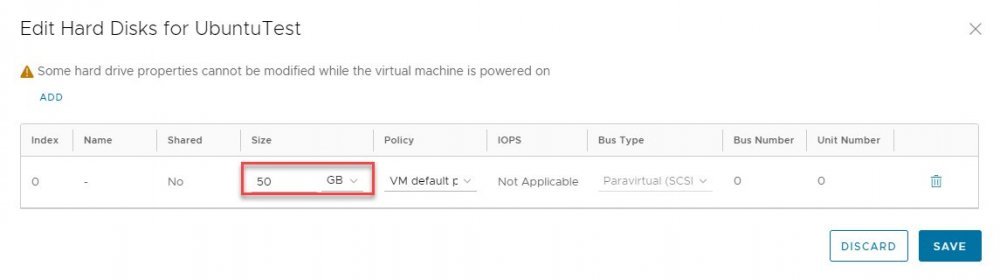 Edit Hard Disks for UbuntuTest
Some hard drive properties cannot be modified while the virtual machine is powered on
ADD
Index Name Shared Size Policy IOPS Bus Type Bus Number Unit Number
0 - No 50 GB VM default p Not Applicable Paravirtual (SCSI 0 0
DISCARD SAVE